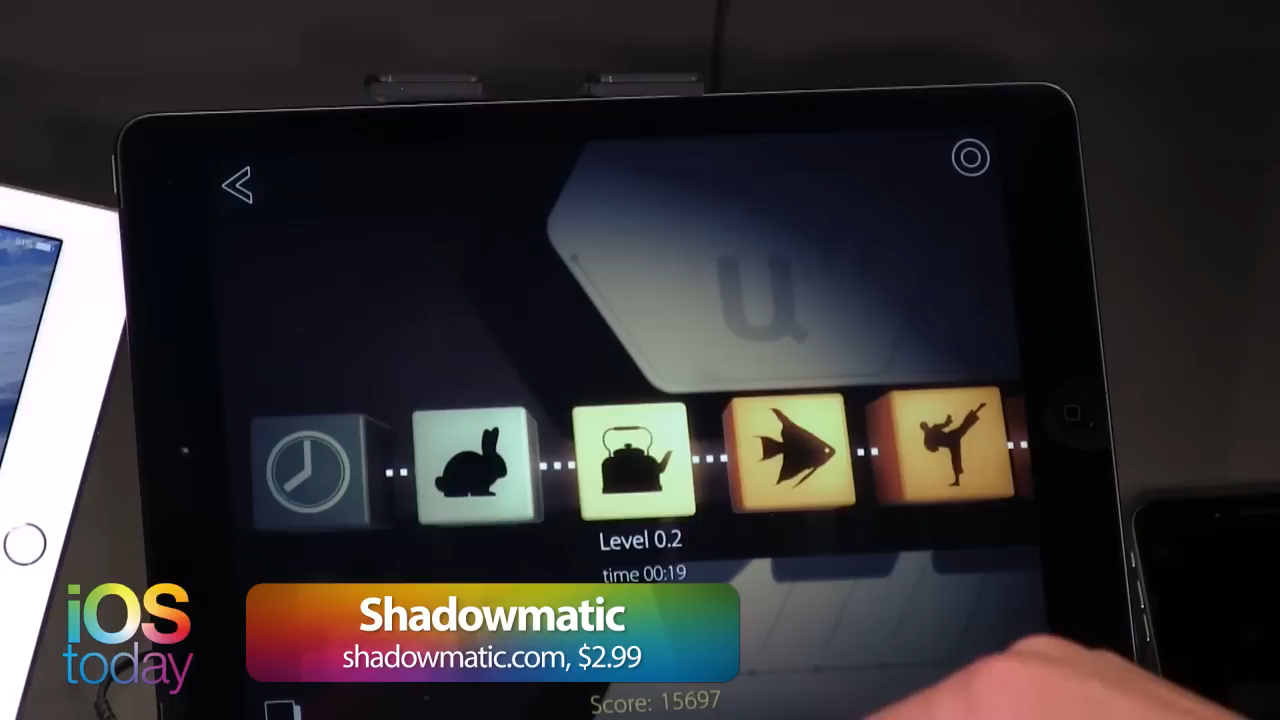 U
Level 0.2
time 00:19
iOS
today
Shadowmatic
shadowmatic.com, $2.99
Score: 15697